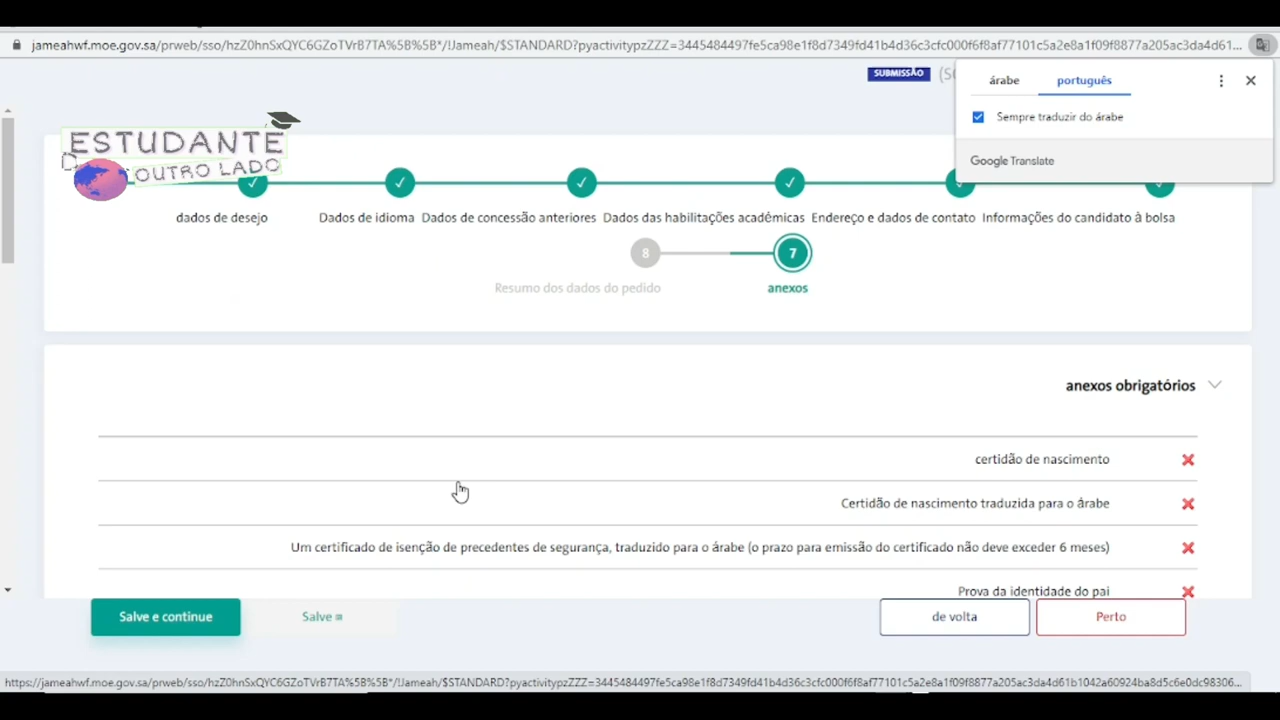 jameahwf.moe.gov.sa/prweb/sso/hzZ0hnSxQYC6GZoTVrB7TA%5B%5B*/!Jameah/$STANDARD?pyactivitypzZZZ=3445484497fe5ca98e1f8d7349fd41b4d36c3cfc000f6f8af77101c5a2e8a1f09f8877a205ac3da4d61...
SUBMISSÃO
árabe português
Sempre traduzir do árabe
Google Translate
ESTUDANTE
DO OUTRO LADO
dados de desejo Dados de idioma Dados de concessão anteriores Dados das habilitações académicas Endereço e dados de contato Informações do candidato à bolsa
8 7
Resumo dos dados do pedido anexos
anexos obrigatórios
certidão de nascimento
Certidão de nascimento traduzida para o árabe
Um certificado de isenção de precedentes de segurança, traduzido para o árabe (o prazo para emissão do certificado não deve exceder 6 meses)
Prova da identidade do pai
Salve e continue Salve de volta Perto
https://jameahwf.moe.gov.sa/prweb/sso/hzZ0hnSxQYC6GZoTVrB7TA%5B%5B*/!Jameah/$STANDARD?pyactivitypzZZZ=3445484497fe5ca98e1f8d7349fd41b4d36c3cfc000f6f8af77101c5a2e8a1f09f8877a205ac3da4d61b1042a60924ba8d5c6e0dc98306...